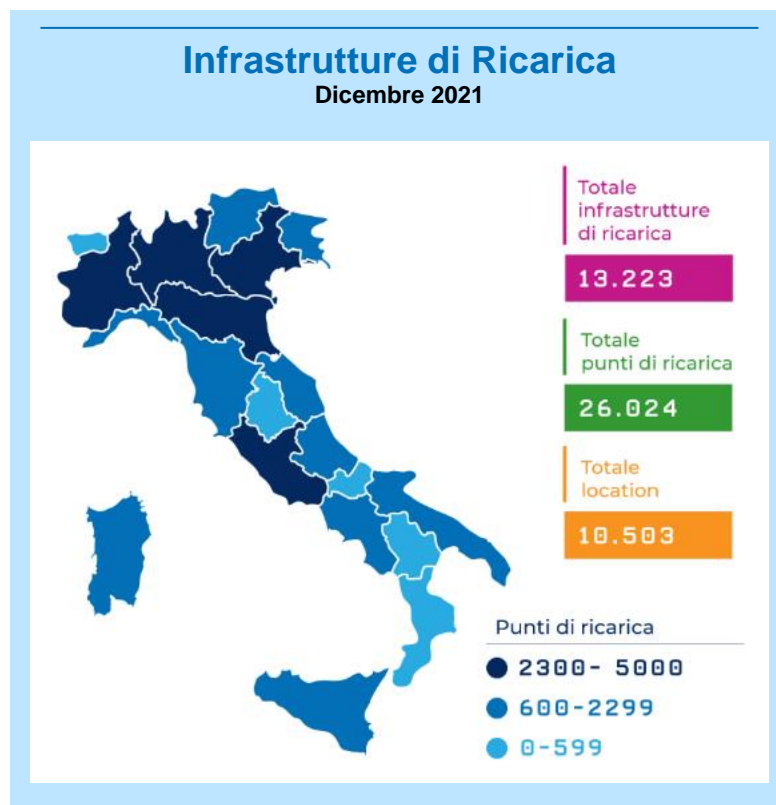 Infrastrutture di Ricarica
Dicembre 2021
Totale
infrastrutture
di ricarica
13.223
Totale
punti di ricarica
26.024
Totale
location
10.503
Punti di ricarica
2300- 5000
600-2299
0-599